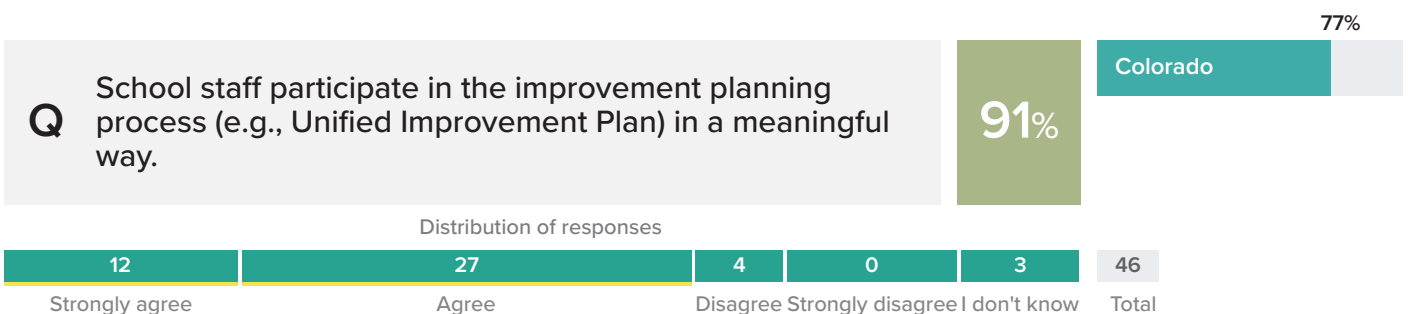 77%
Colorado
Q
School staff participate in the improvement planning
process (e.g., Unified Improvement Plan) in a meaningful
way.
91%
Distribution of responses
12 27 4 0 3 46
Strongly agree Agree Disagree Strongly disagree I don't know Total